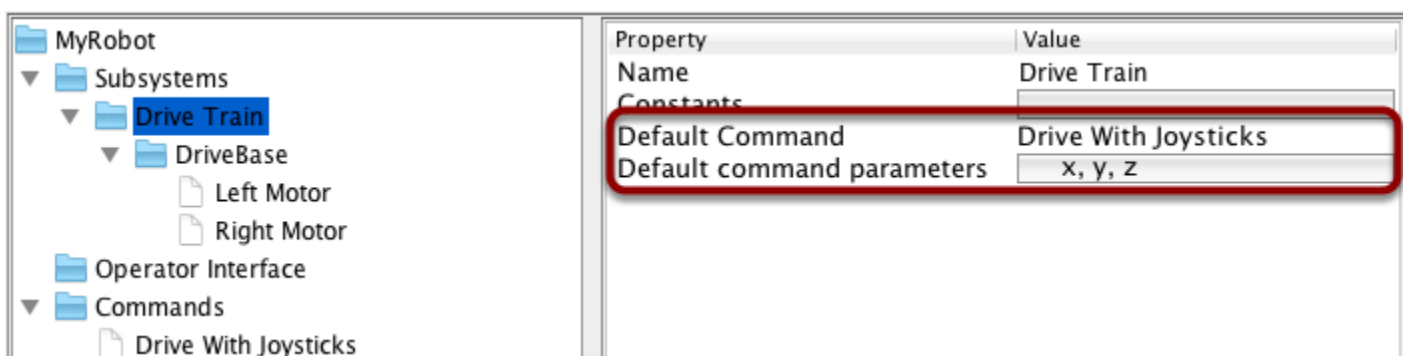 MyRobot
Subsystems
Drive Train
DriveBase
Left Motor
Right Motor
Operator Interface
Commands
Drive With Joysticks
Property Value
Name Drive Train
Constants
Default Command Drive With Joysticks
Default command parameters x, y, z